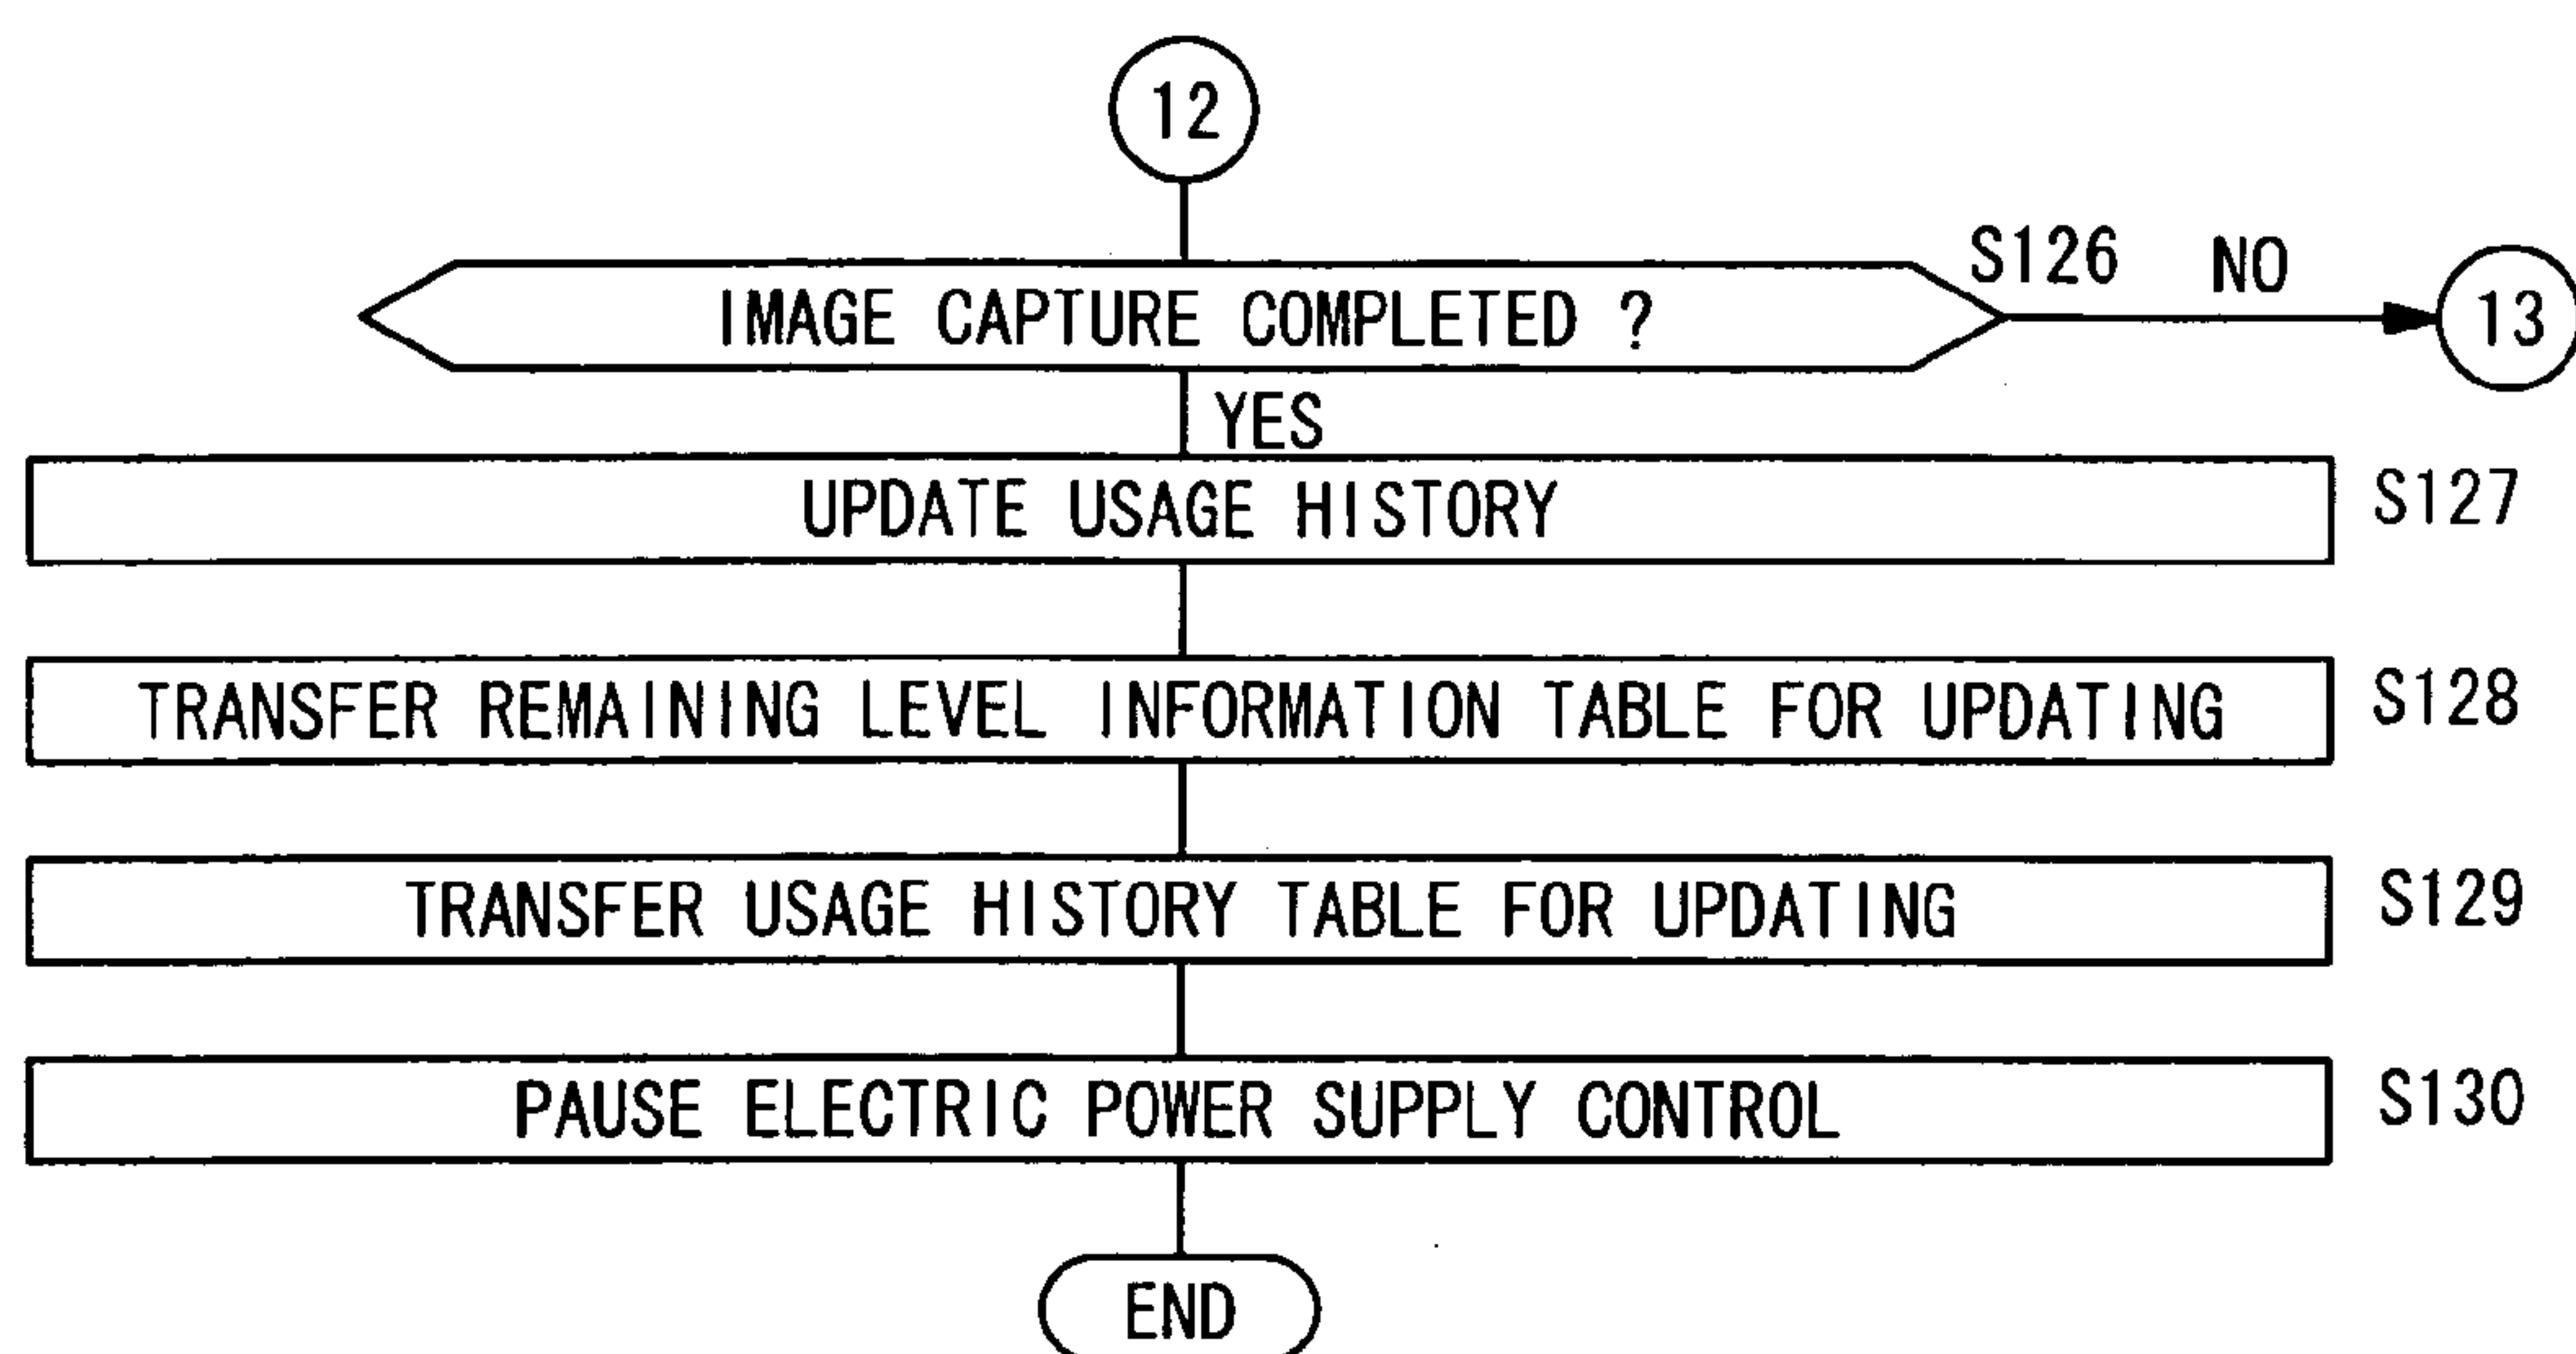 12
S126 NO
IMAGE CAPTURE COMPLETED ?
13
YES
UPDATE USAGE HISTORY
S127
TRANSFER REMAINING LEVEL INFORMATION TABLE FOR UPDATING
S128
TRANSFER USAGE HISTORY TABLE FOR UPDATING
S129
PAUSE ELECTRIC POWER SUPPLY CONTROL
S130
END